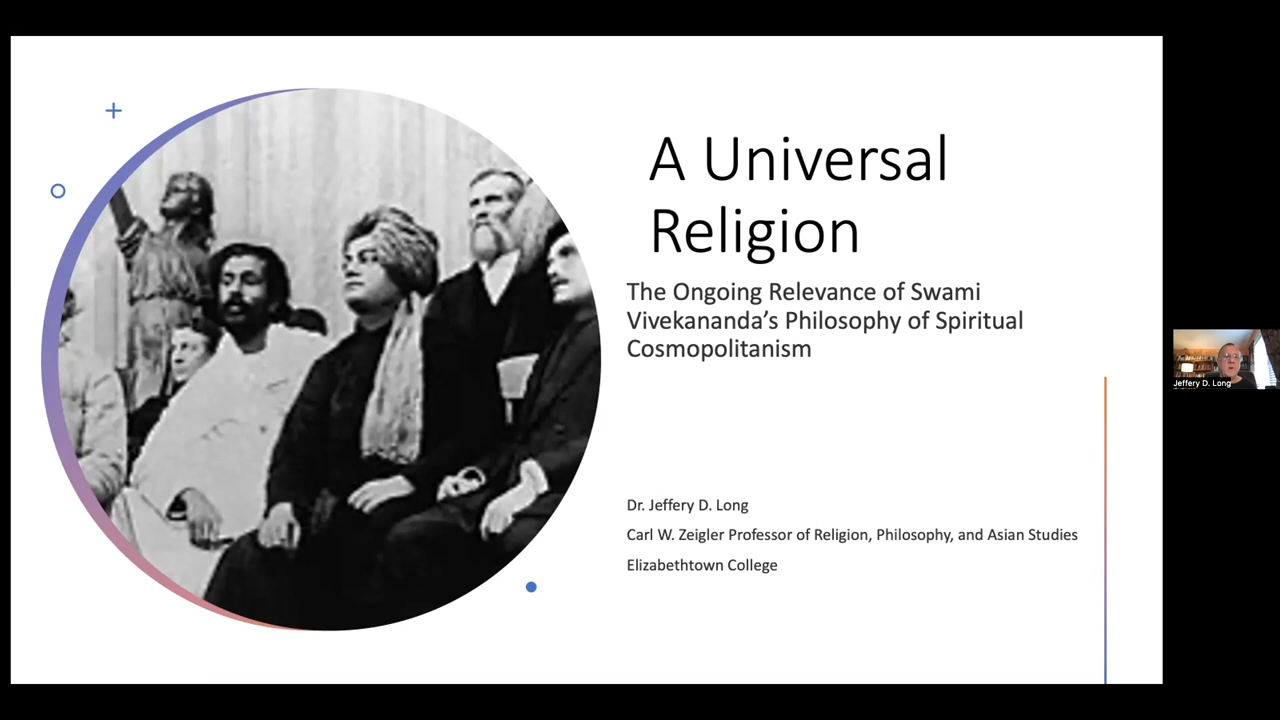 A Universal
Religion
The Ongoing Relevance of Swami
Vivekananda’s Philosophy of Spiritual
Cosmopolitanism
Dr. Jeffery D. Long
Carl W. Zeigler Professor of Religion, Philosophy, and Asian Studies
Elizabethtown College
Jeffery D. Long